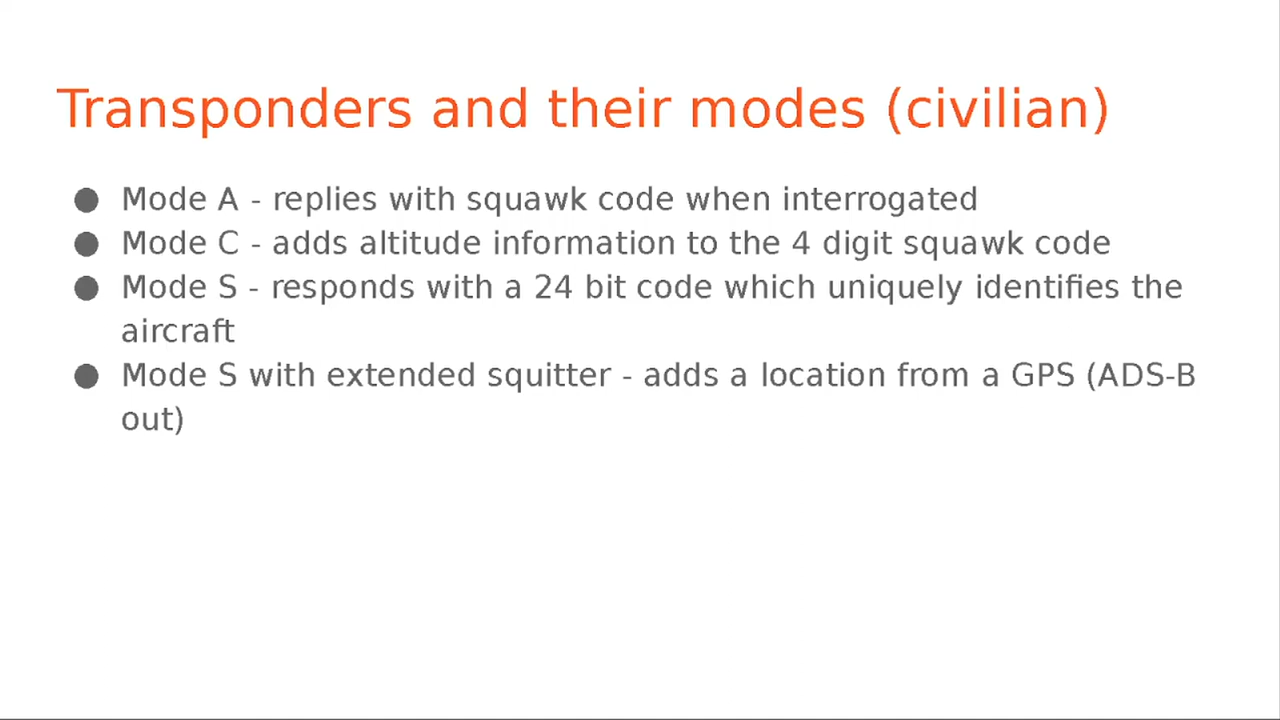 Transponders and their modes (civilian)
● Mode A - replies with squawk code when interrogated
● Mode C - adds altitude information to the 4 digit squawk code
● Mode S - responds with a 24 bit code which uniquely identifies the
aircraft
● Mode S with extended squitter - adds a location from a GPS (ADS-B
out)